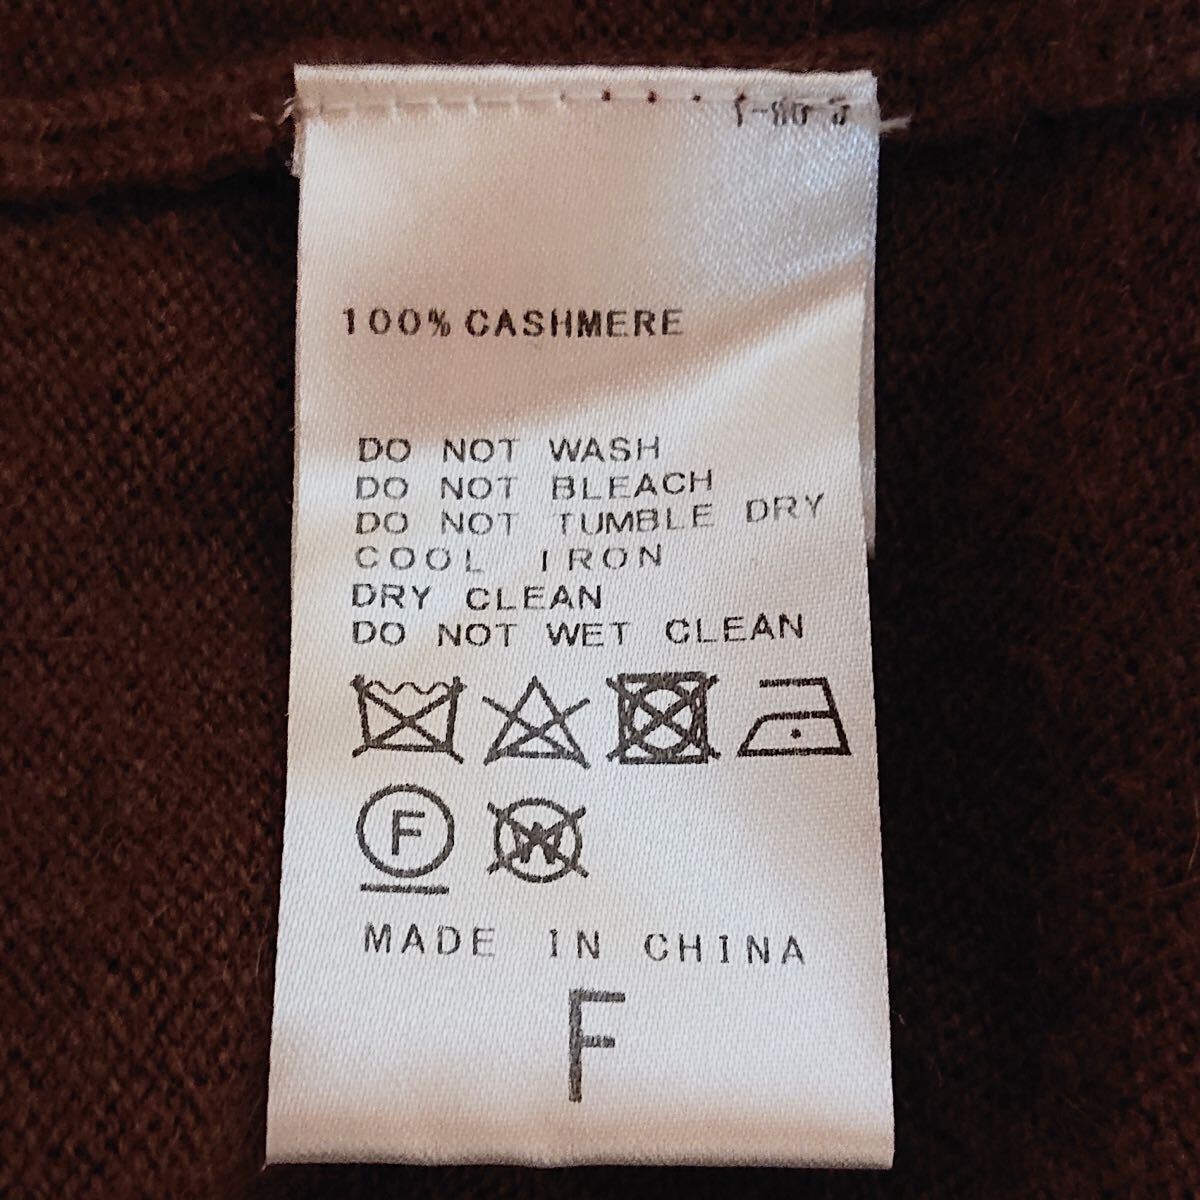 100% CASHMERE
DO NOT WASH
DO NOT BLEACH
DO NOT TUMBLE DRY
COOL IRON
DRY CLEAN
DO NOT WET CLEAN
F W
MADE IN CHINA
F